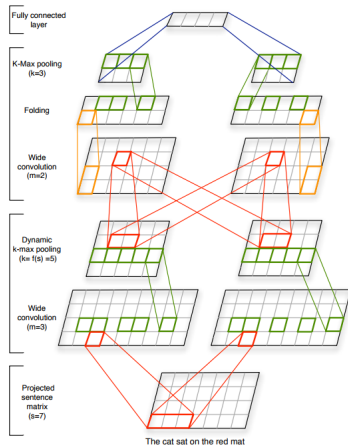 Fully connected
layer
K-Max pooling
(k=3)
Folding
Wide
convolution
(m=2)
Dynamic
k-max pooling
(k= f(s) =5)
Wide
convolution
(m=3)
Projected
sentence
matrix
(s=7)
The cat sat on the red mat